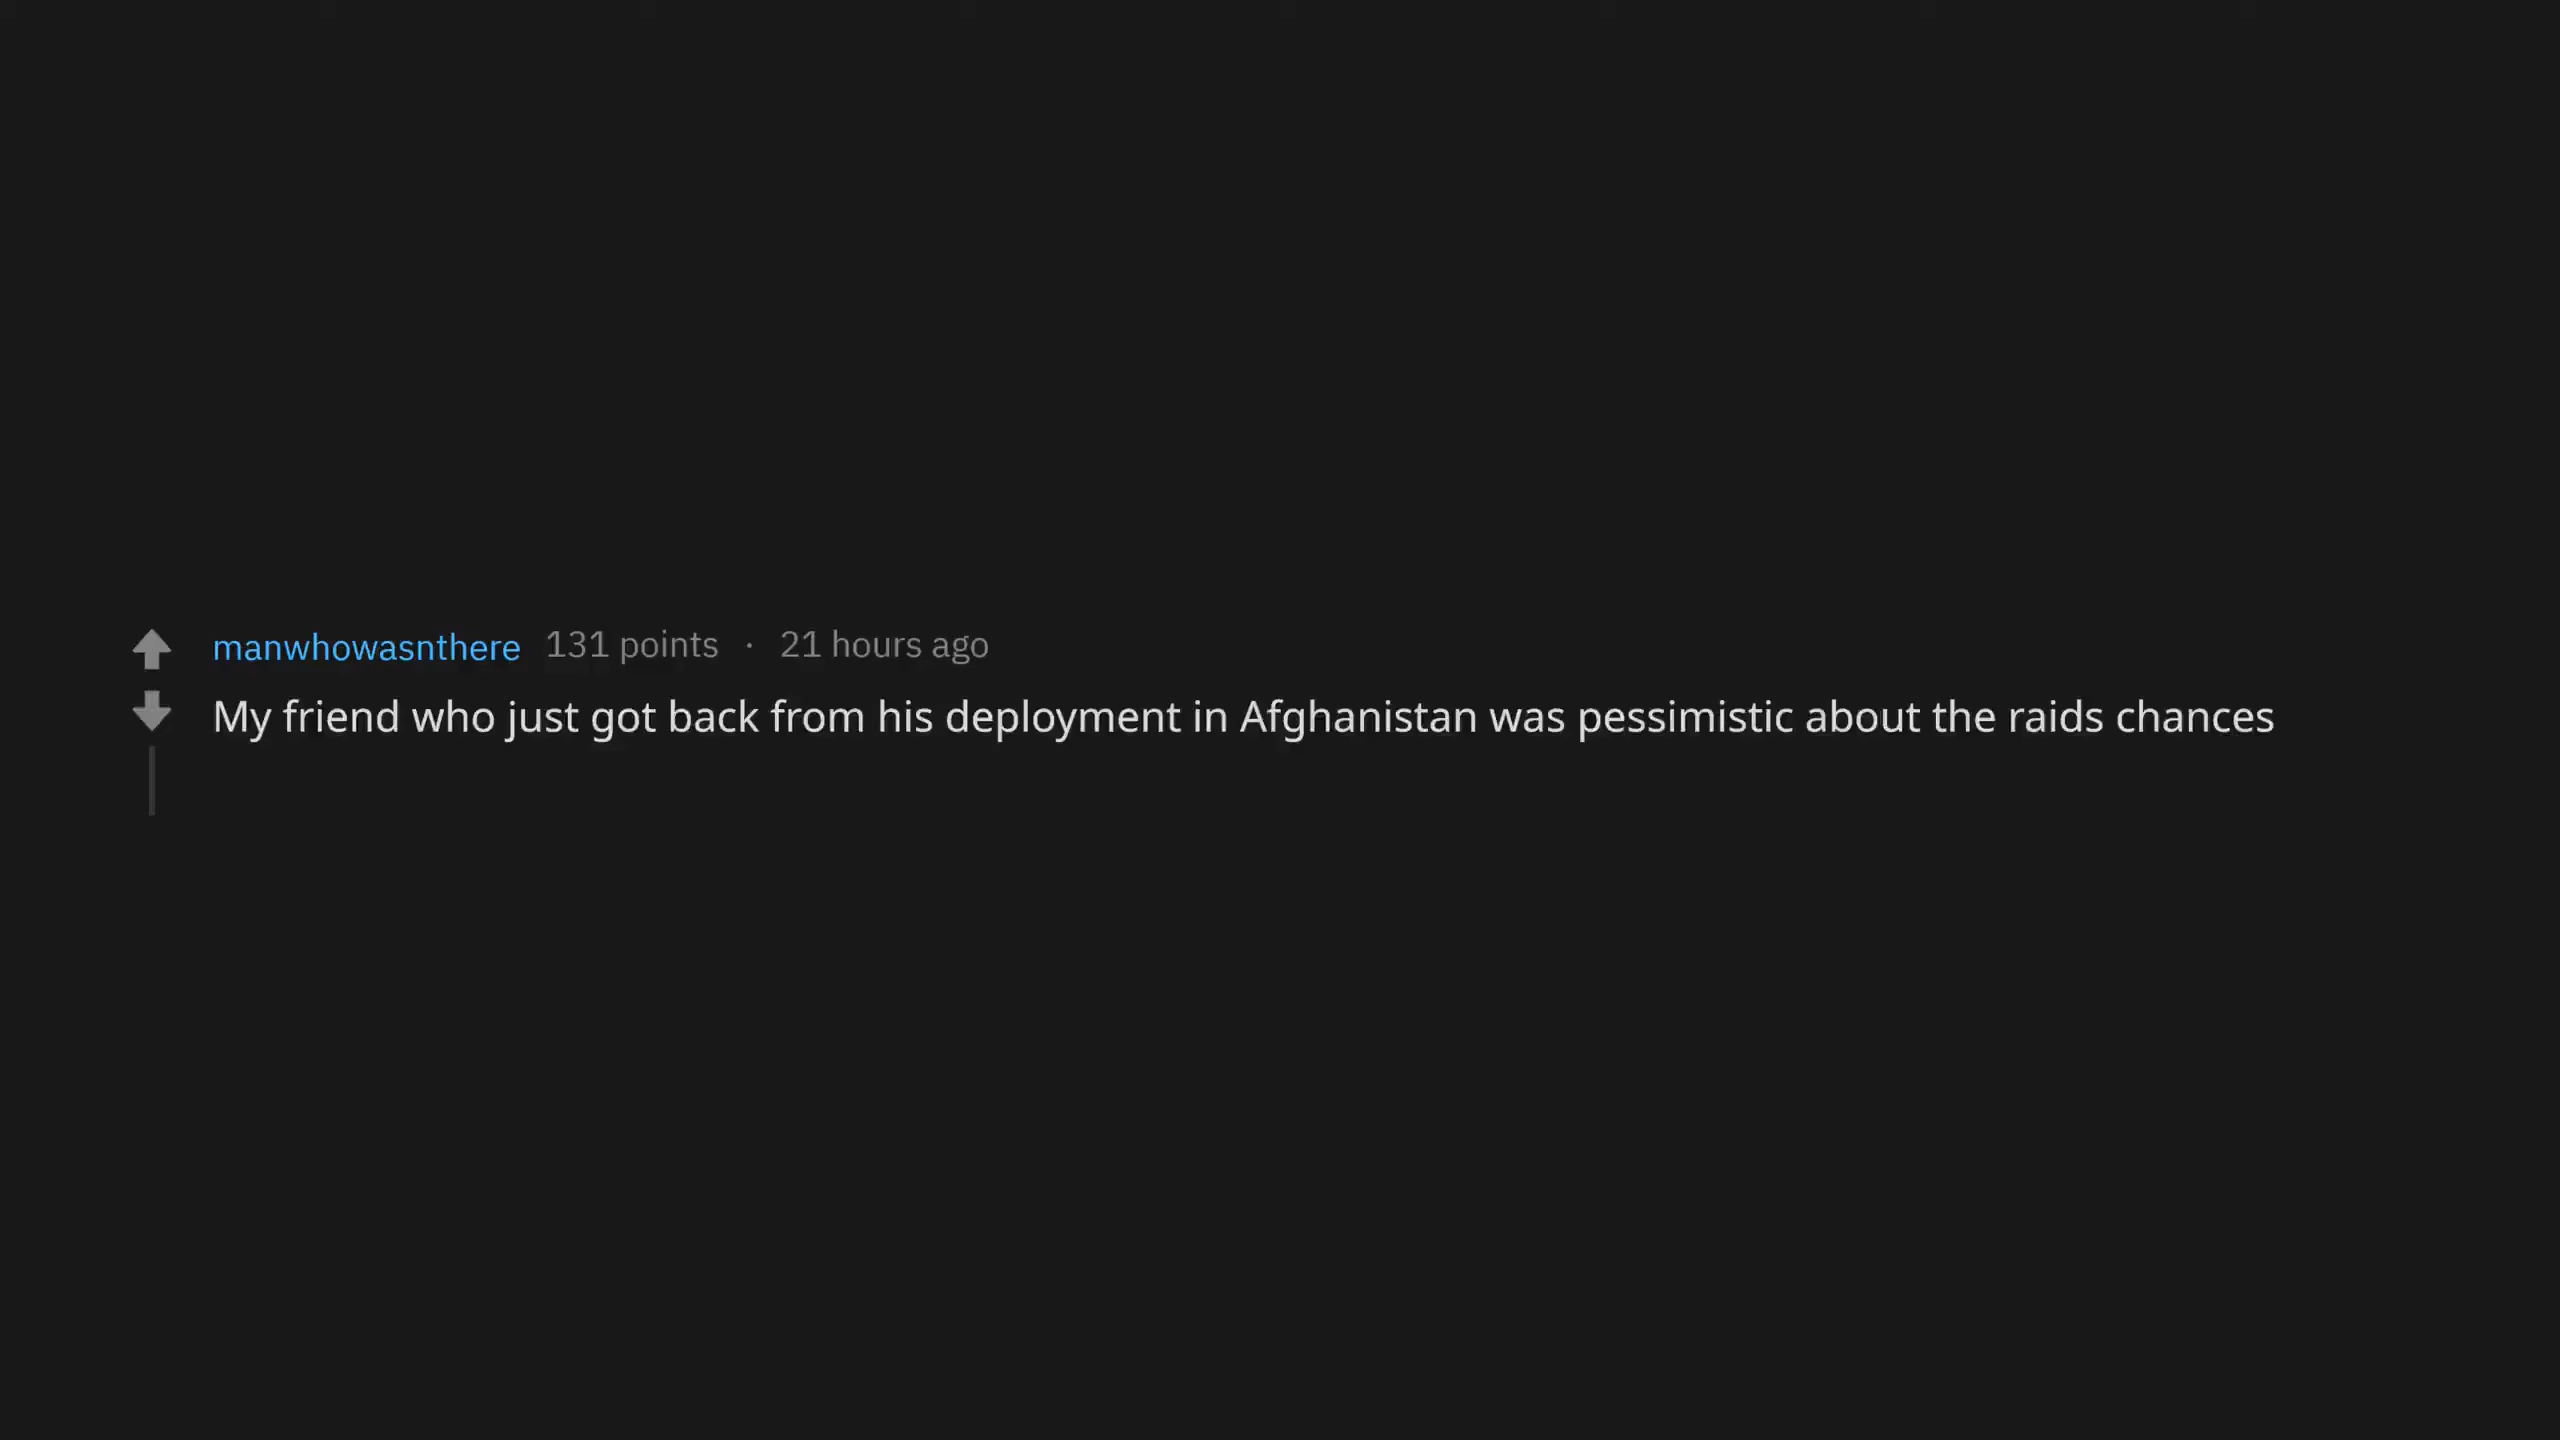 manwhowasnthere 131 points · 21 hours ago
My friend who just got back from his deployment in Afghanistan was pessimistic about the raids chances